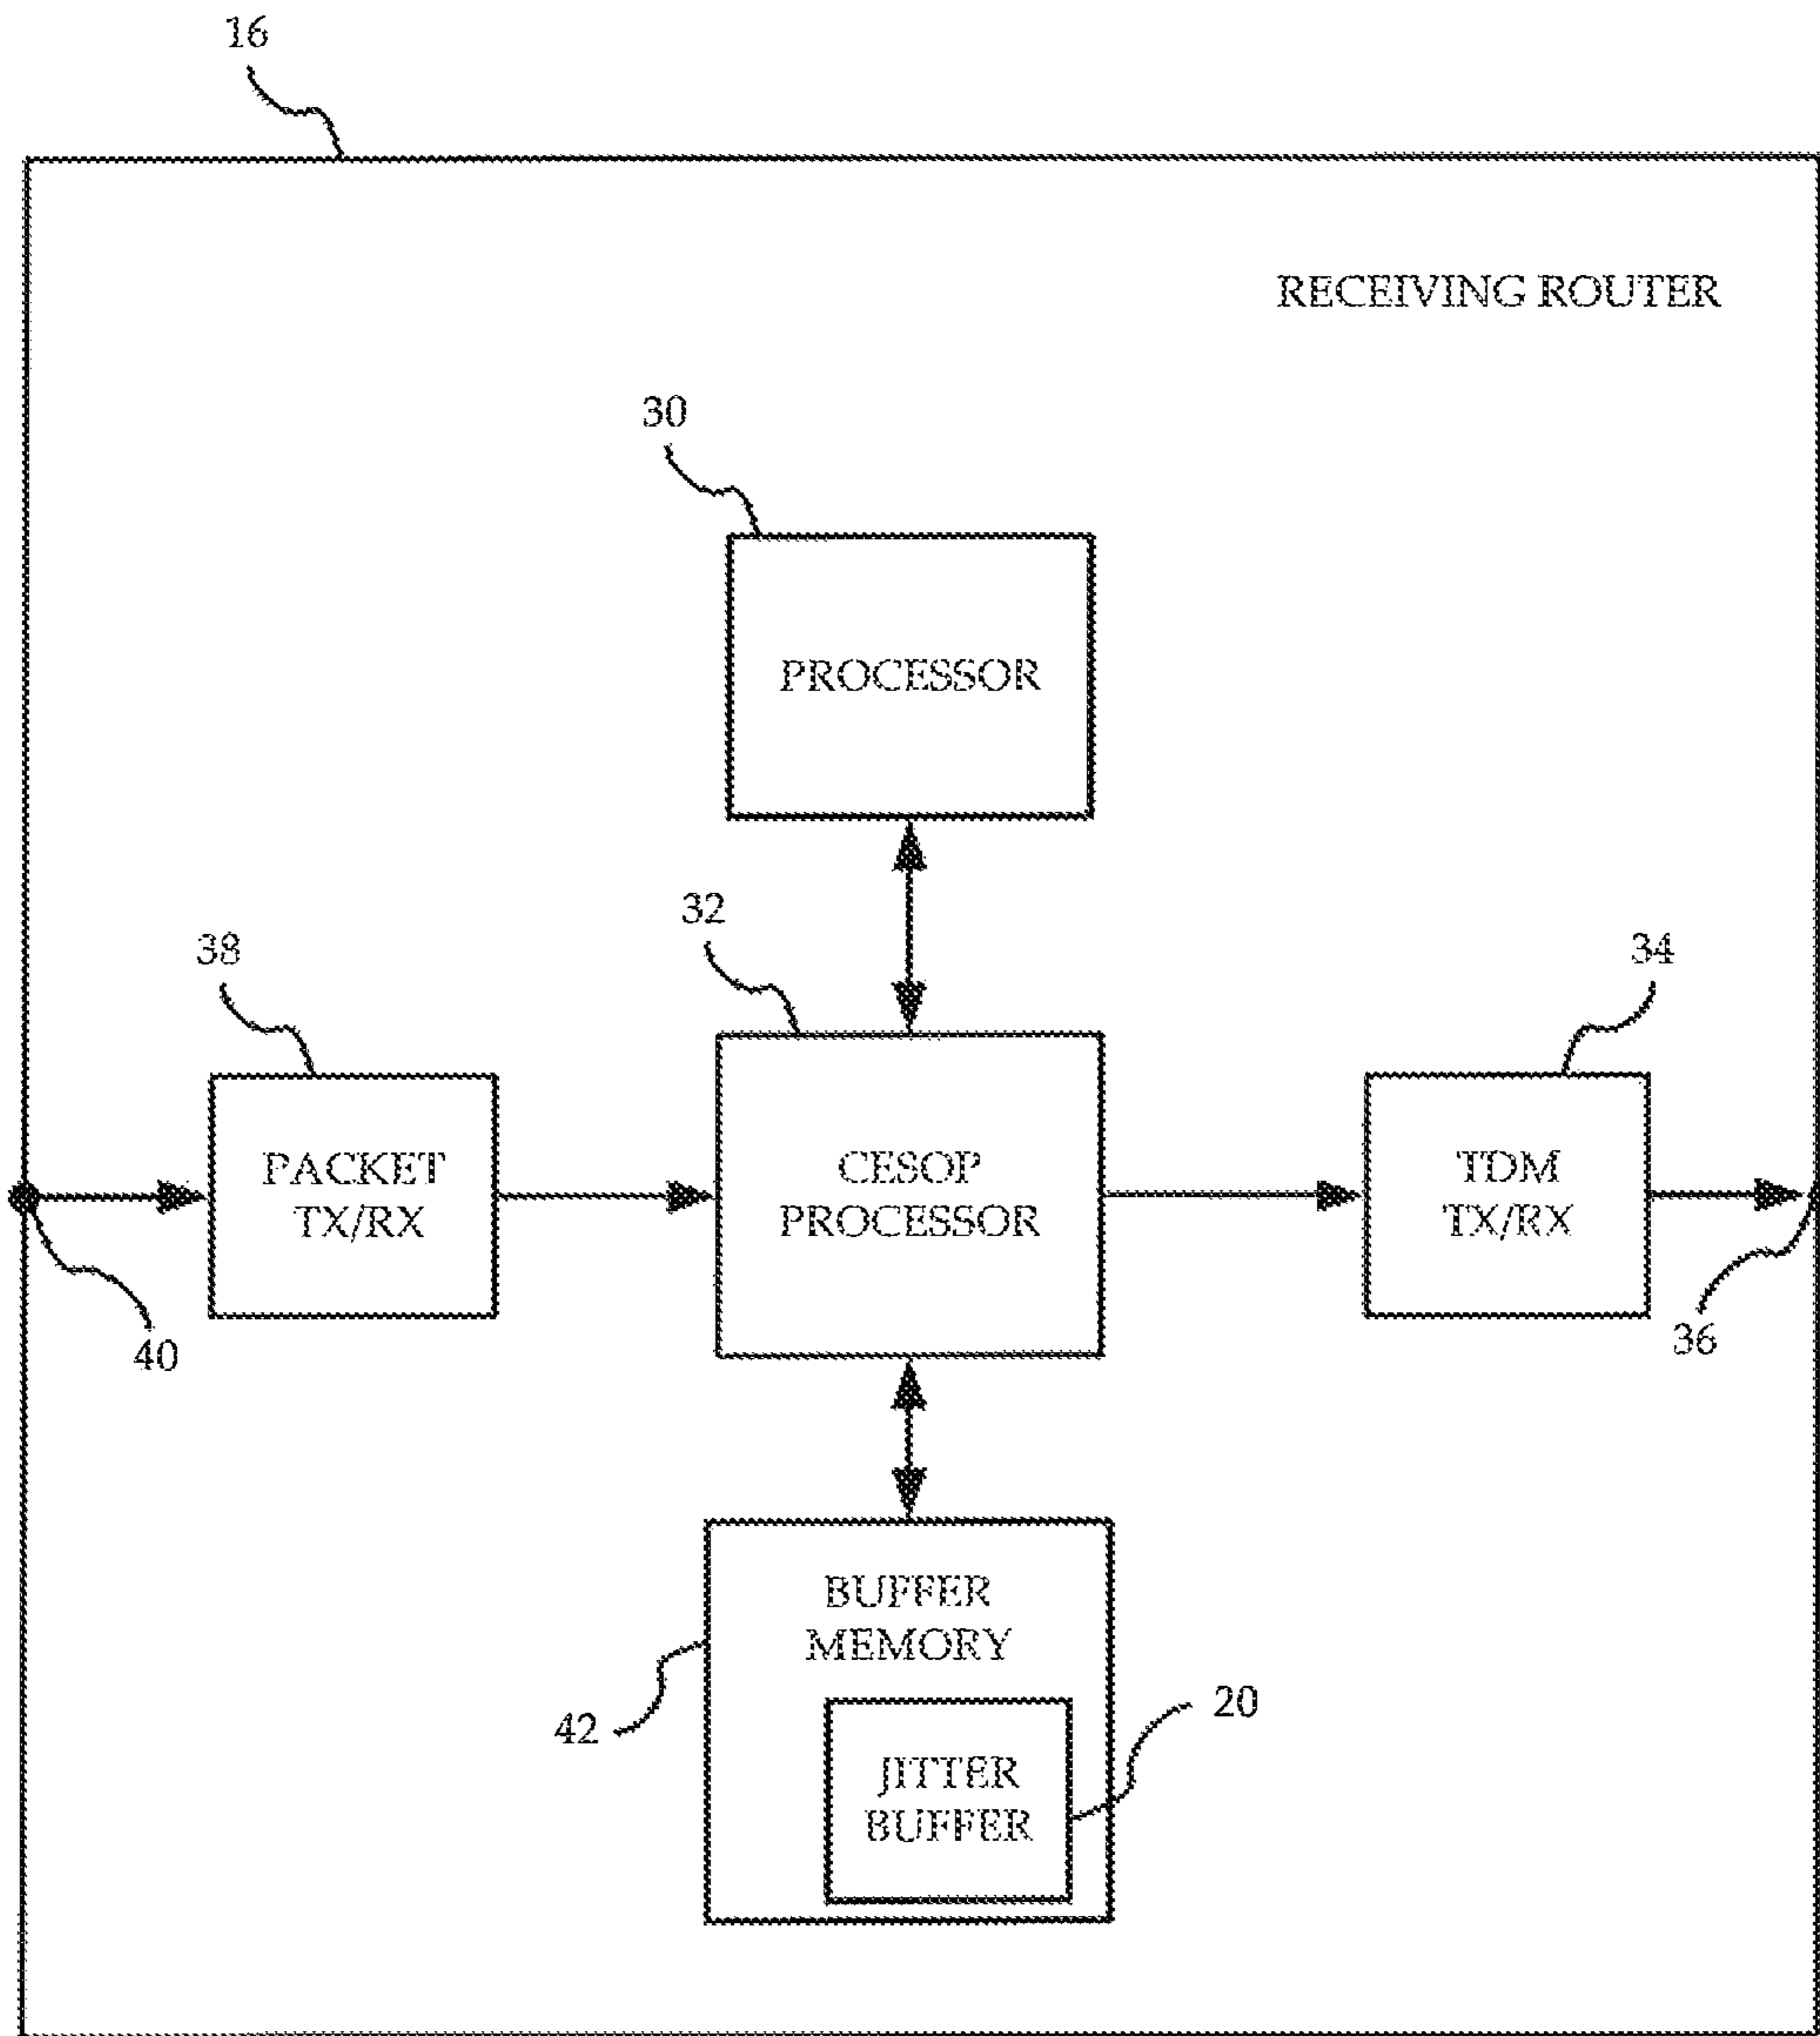 16
RECEIVING ROUTER
30
PROCESSOR
32
38
34
PACKET
TX/RX
CESOP
PROCESSOR
TDM
TX/RX
40
36
BUFFER
MEMORY
42
20
JITTER
BUFFER